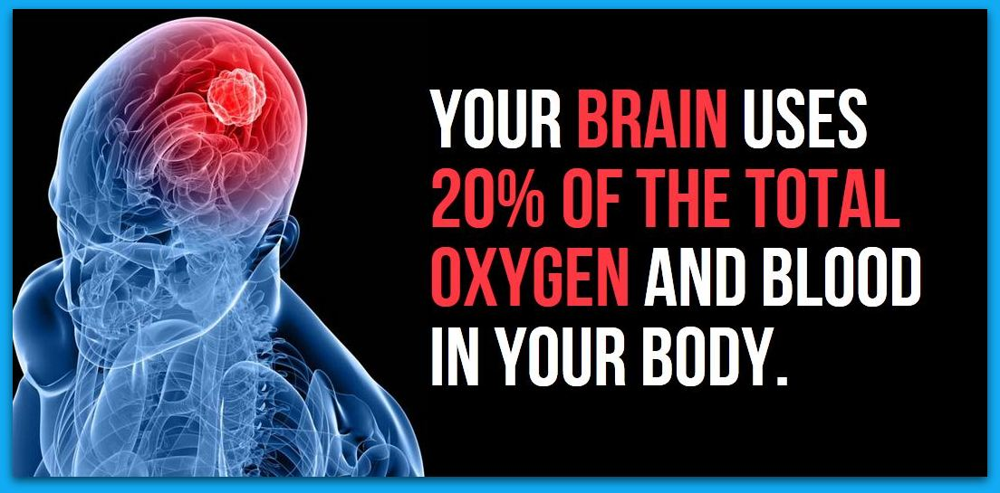 YOUR BRAIN USES
20% OF THE TOTAL
OXYGEN AND BLOOD
IN YOUR BODY.